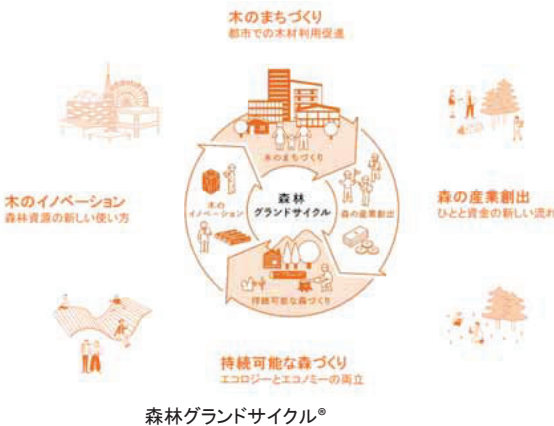 木のまちづくり
都市での木材利用促進
木のまちづくり
木のイノベーション
森林資源の新しい使い方
木の
イノベーション
森林
グランドサイクル
森の産業創出
森の産業創出
ひとと資金の新しい流れ
持続可能な森づくり
持続可能な森づくり
エコロジーとエコノミーの両立
森林グランドサイクル®